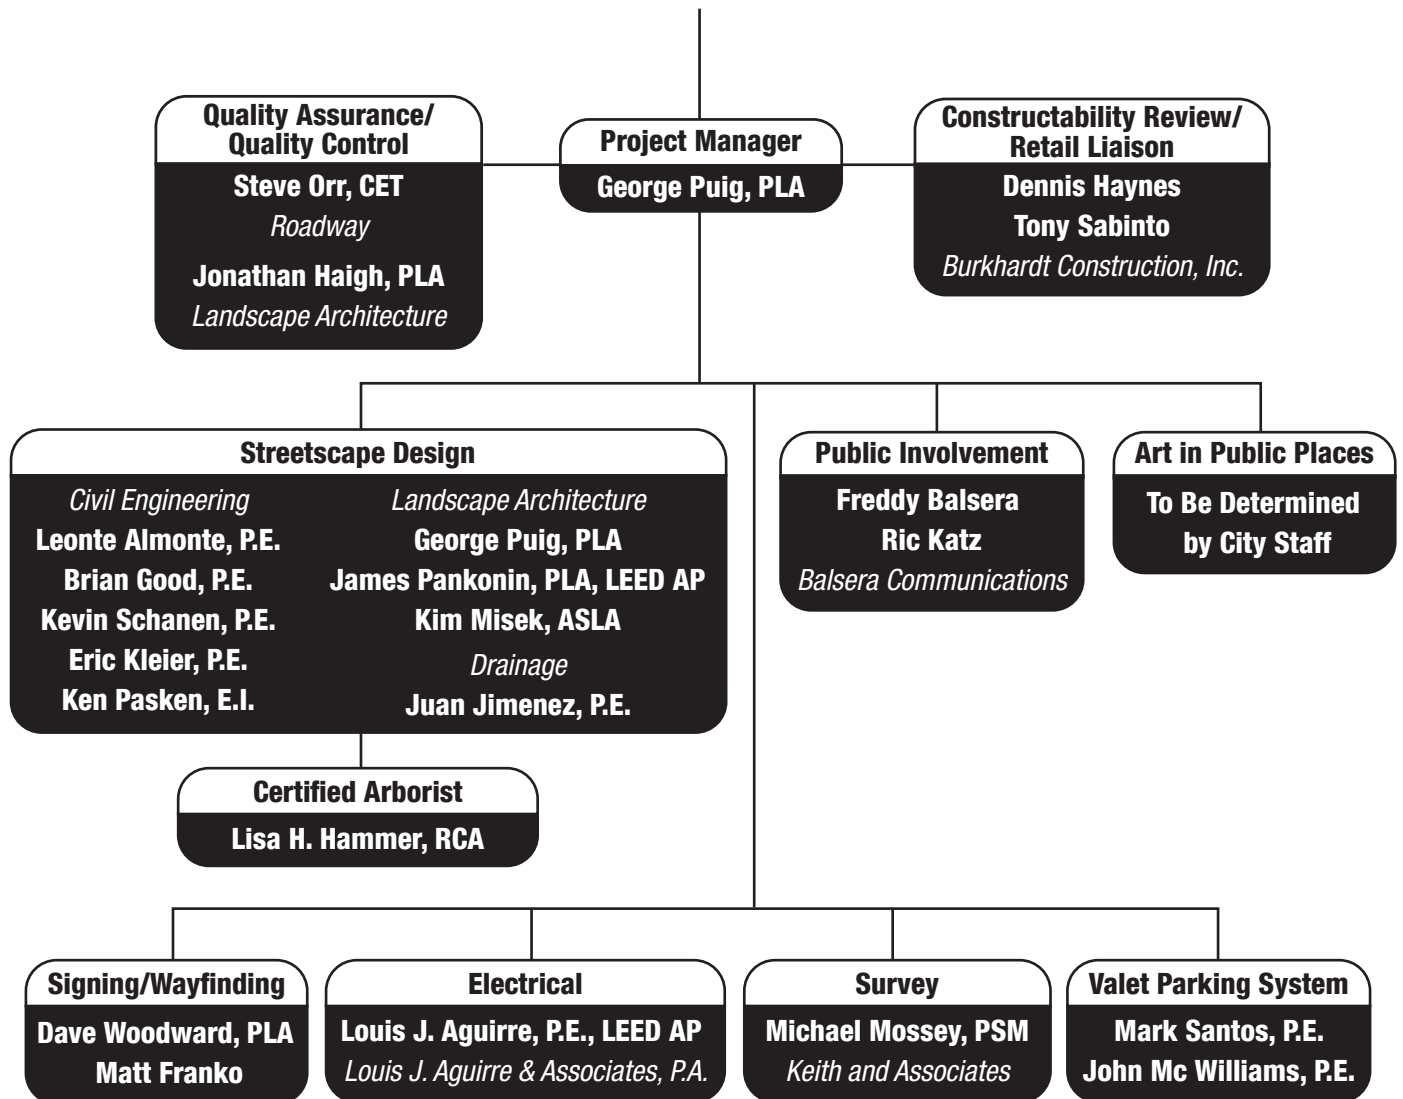 Quality Assurance/
Quality Control
Steve Orr, CET
Roadway
Jonathan Haigh, PLA
Landscape Architecture
Project Manager
George Puig, PLA
Constructability Review/
Retail Liaison
Dennis Haynes
Tony Sabinto
Burkhardt Construction, Inc.
Streetscape Design
Civil Engineering
Leonte Almonte, P.E.
Brian Good, P.E.
Kevin Schanen, P.E.
Eric Kleier, P.E.
Ken Pasken, E.I.
Landscape Architecture
George Puig, PLA
James Pankonin, PLA, LEED AP
Kim Misek, ASLA
Drainage
Juan Jimenez, P.E.
Public Involvement
Freddy Balsera
Ric Katz
Balsera Communications
Art in Public Places
To Be Determined
by City Staff
Certified Arborist
Lisa H. Hammer, RCA
Signing/Wayfinding
Dave Woodward, PLA
Matt Franko
Electrical
Louis J. Aguirre, P.E., LEED AP
Louis J. Aguirre & Associates, P.A.
Survey
Michael Mossey, PSM
Keith and Associates
Valet Parking System
Mark Santos, P.E.
John Mc Williams, P.E.